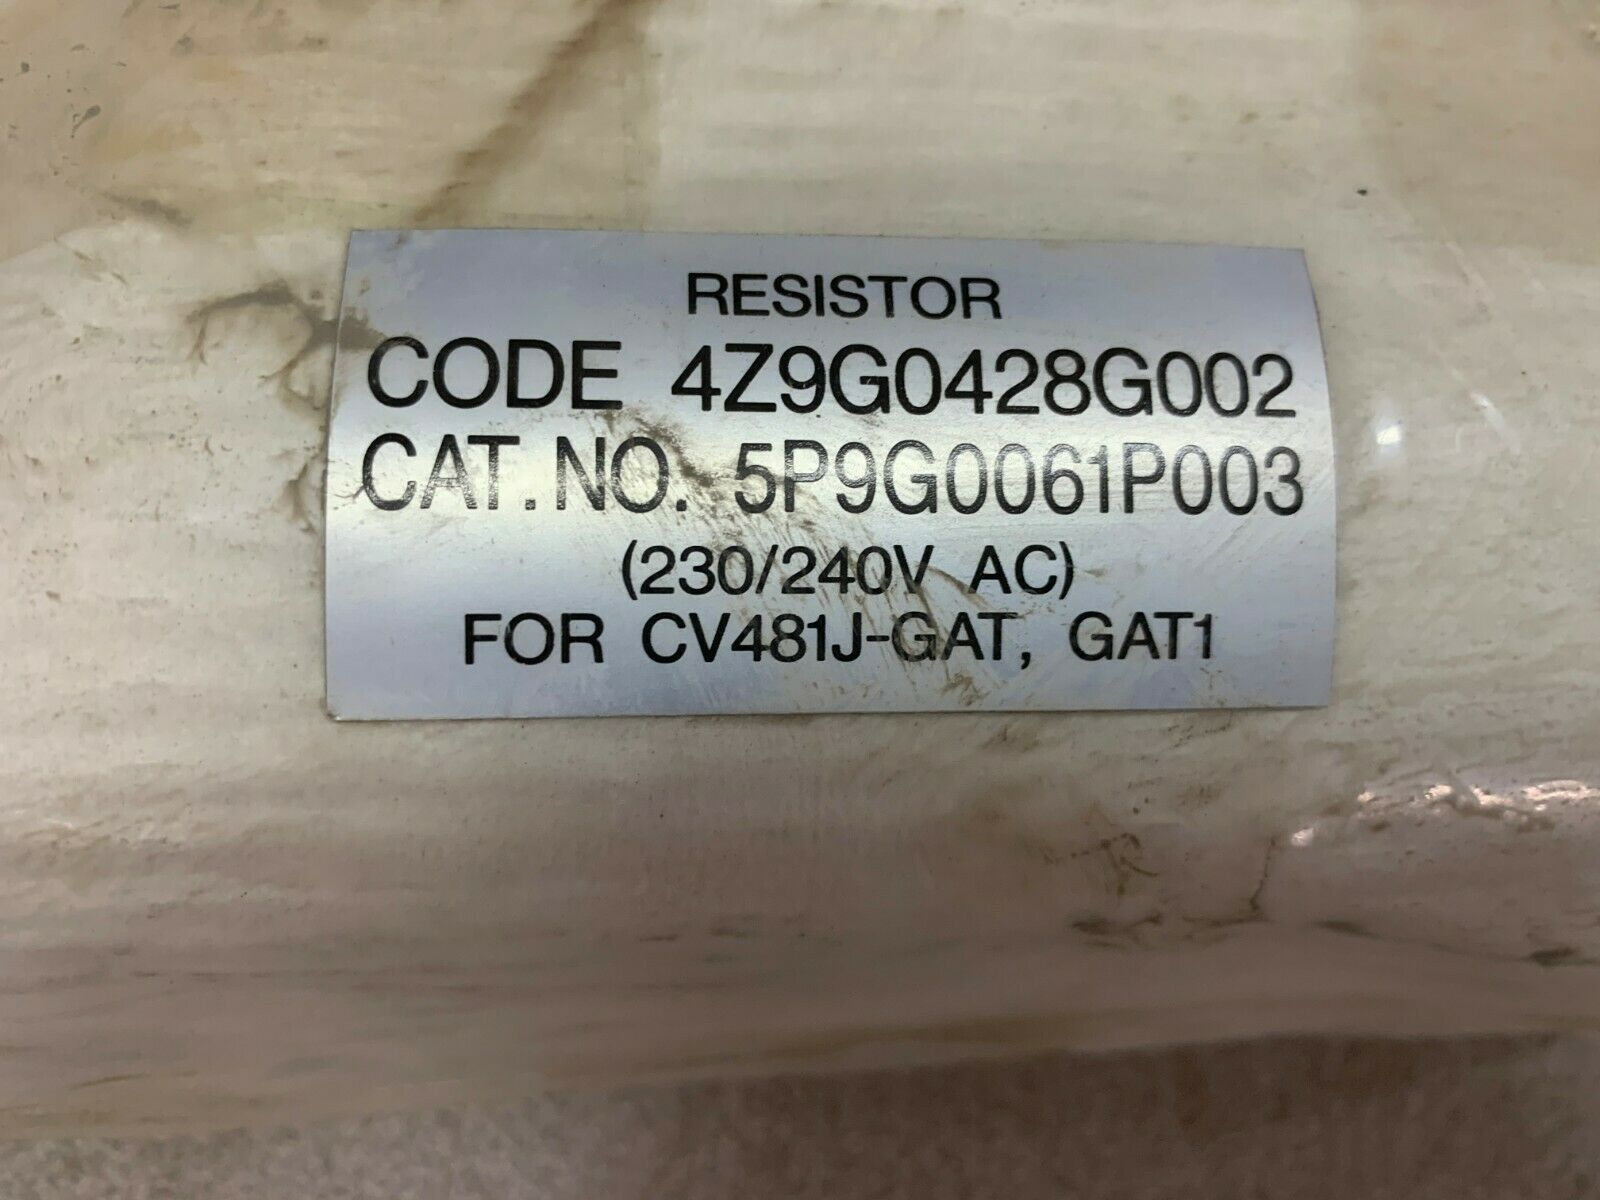 RESISTOR
CODE 4Z9G0428G002
CAT.NO. 5P9G0061P003
(230/240V AC)
FOR CV481J-GAT, GAT1